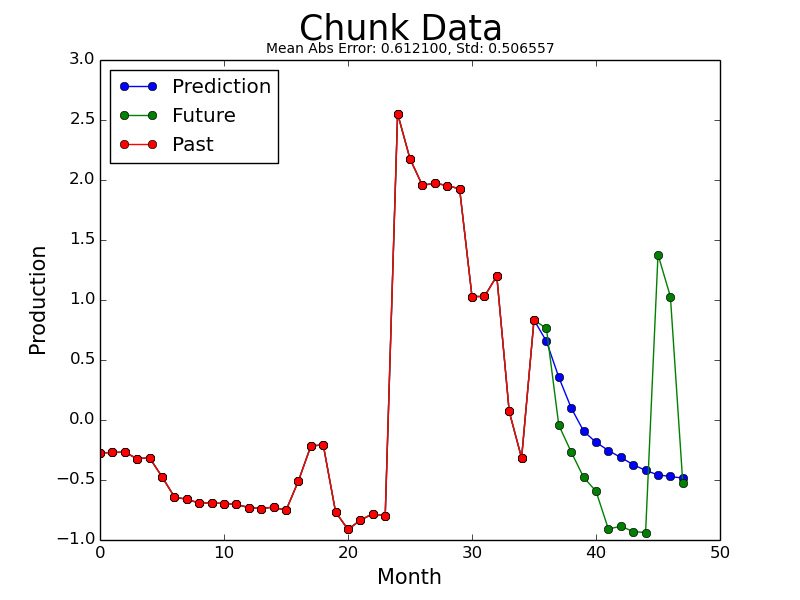 Chunk Data
Mean Abs Error: 0.612100, Std: 0.506557
Prediction
Future
Past
Production
3.0
2.5
2.0
1.5
1.0
0.5
0.0
−0.5
−1.0
0 10 20 30 40 50
Month